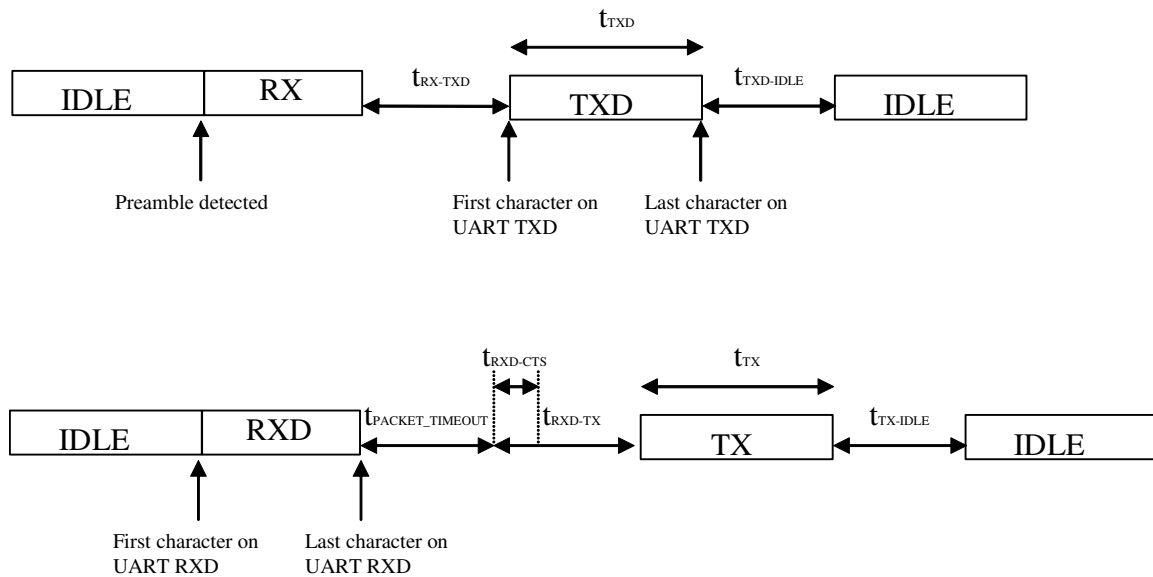 tTXD
IDLE RX tRX-TXD TXD tTXD-IDLE IDLE
Preamble detected
First character on
UART TXD
Last character on
UART TXD
tRXD-CTS
tTX
IDLE RXD tPACKET_TIMEOUT tRXD-TX TX tTX-IDLE IDLE
First character on
UART RXD
Last character on
UART RXD